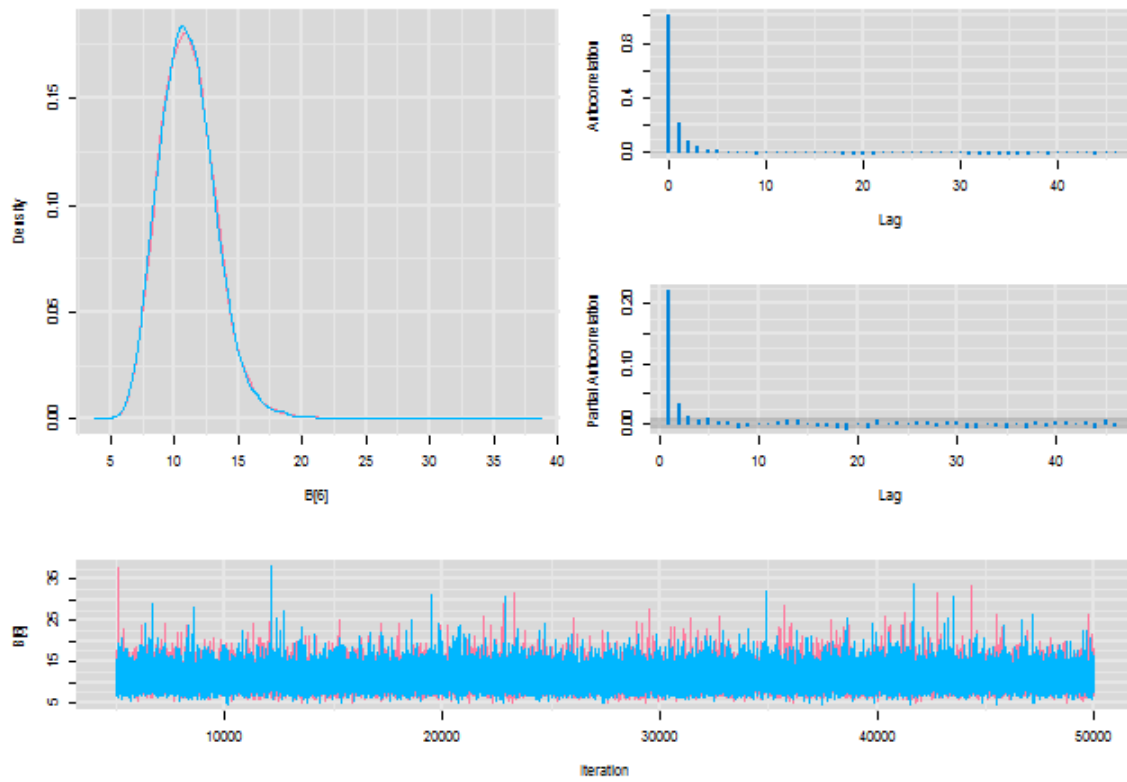 Density
0.00 0.05 0.10 0.15
5 10 15 20 25 30 35 40
B[6]
Autocorrelation
0.0 0.4 0.8
0 10 20 30 40
Lag
Partial Autocorrelation
0.00 0.10 0.20
0 10 20 30 40
Lag
B[6]
5 15 25 35
10000 20000 30000 40000 50000
Iteration